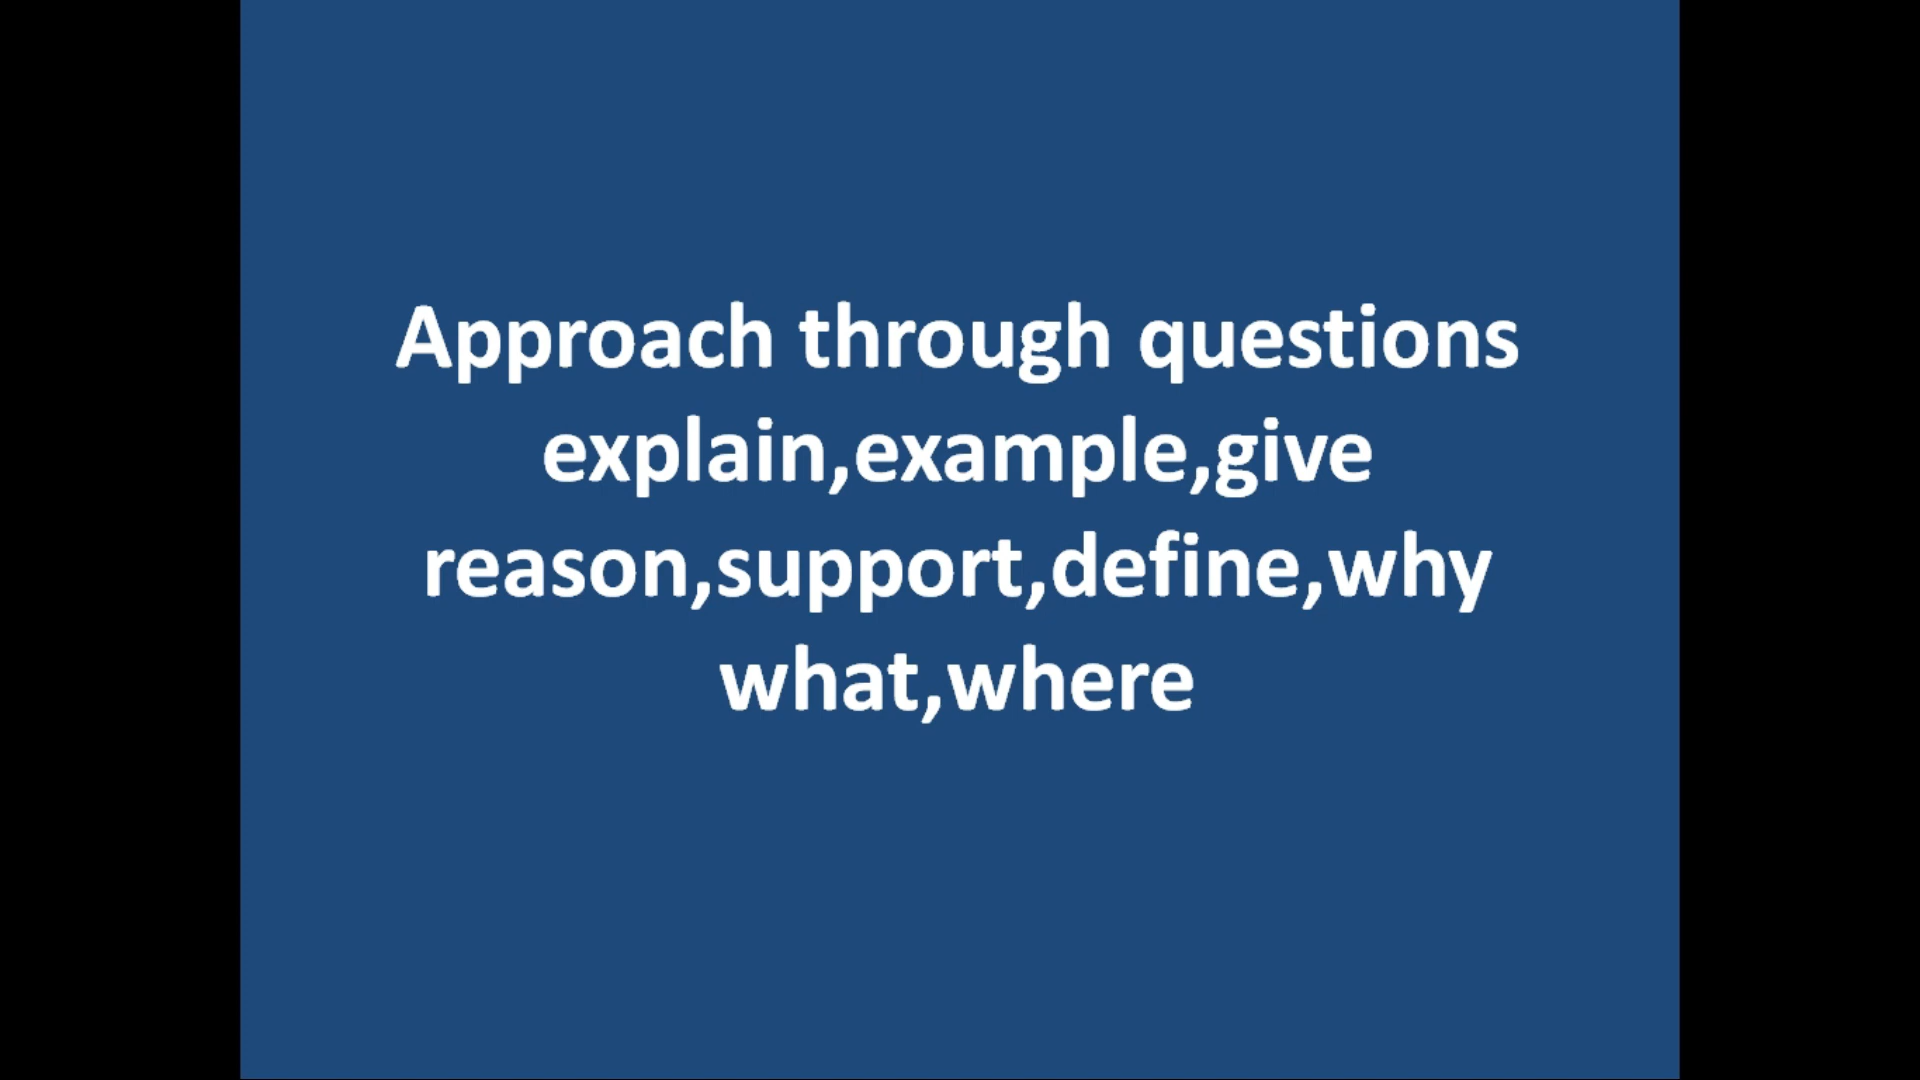 Approach through questions
explain,example,give
reason,support,define,why
what,where